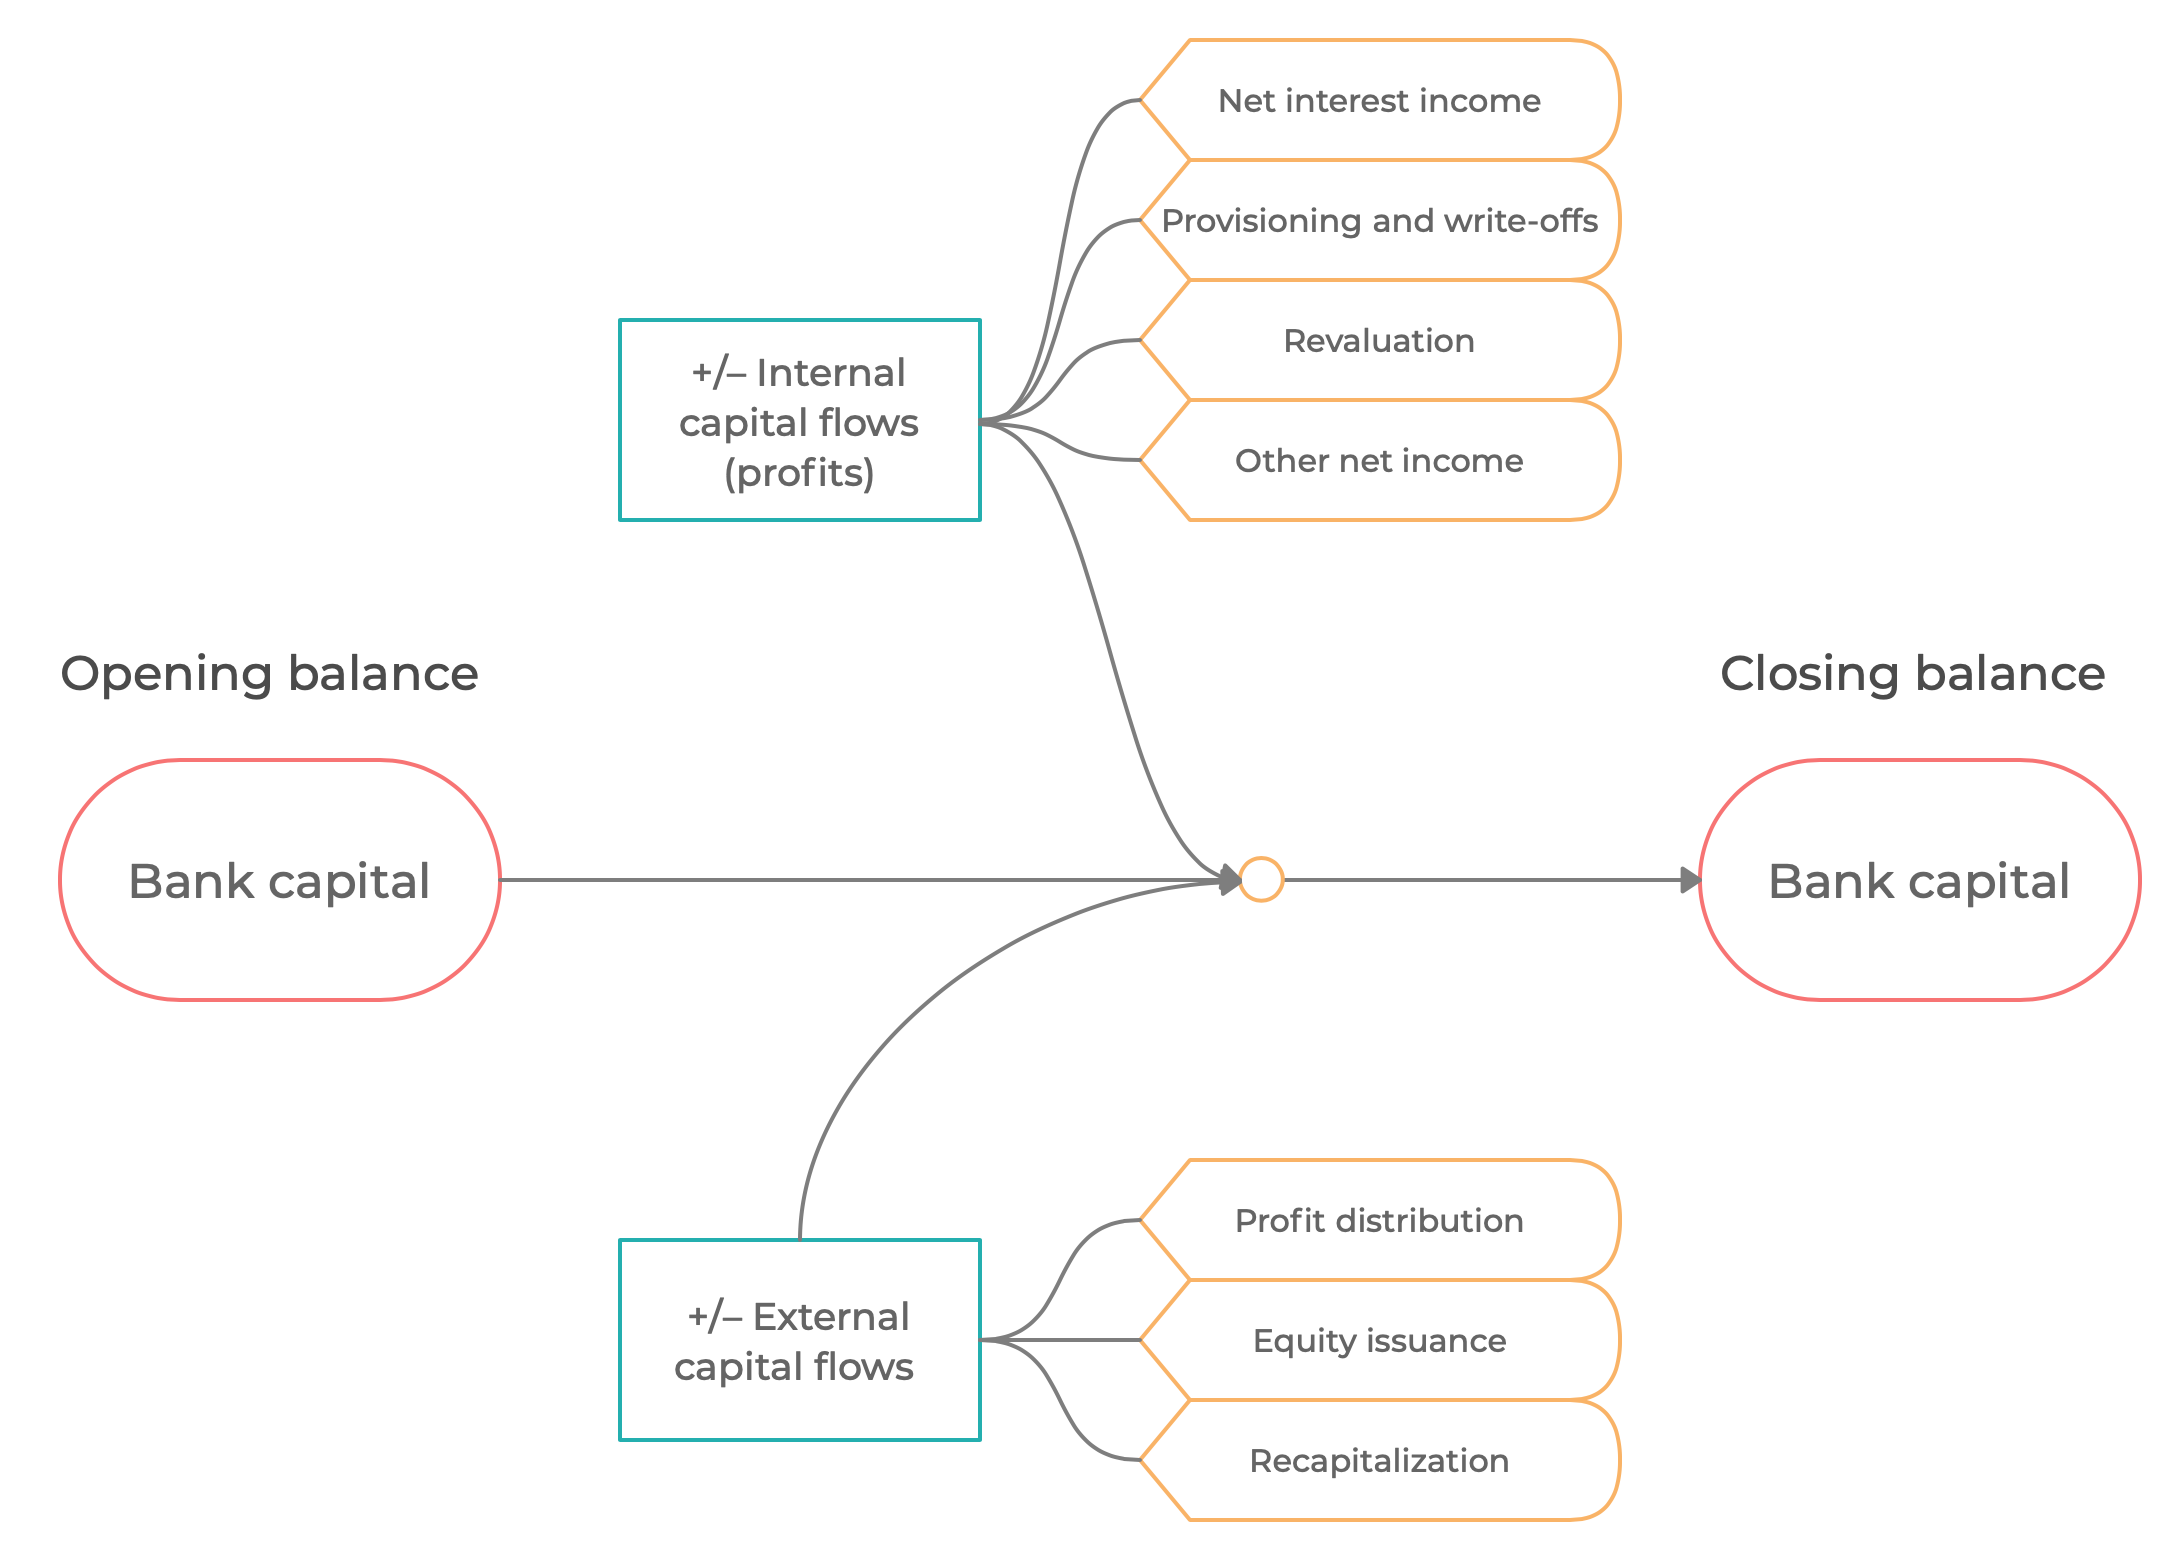 Net interest income
Provisioning and write-offs
Revaluation
Other net income
+/– Internal
capital flows
(profits)
Opening balance
Closing balance
Bank capital
Bank capital
+/– External
capital flows
Profit distribution
Equity issuance
Recapitalization